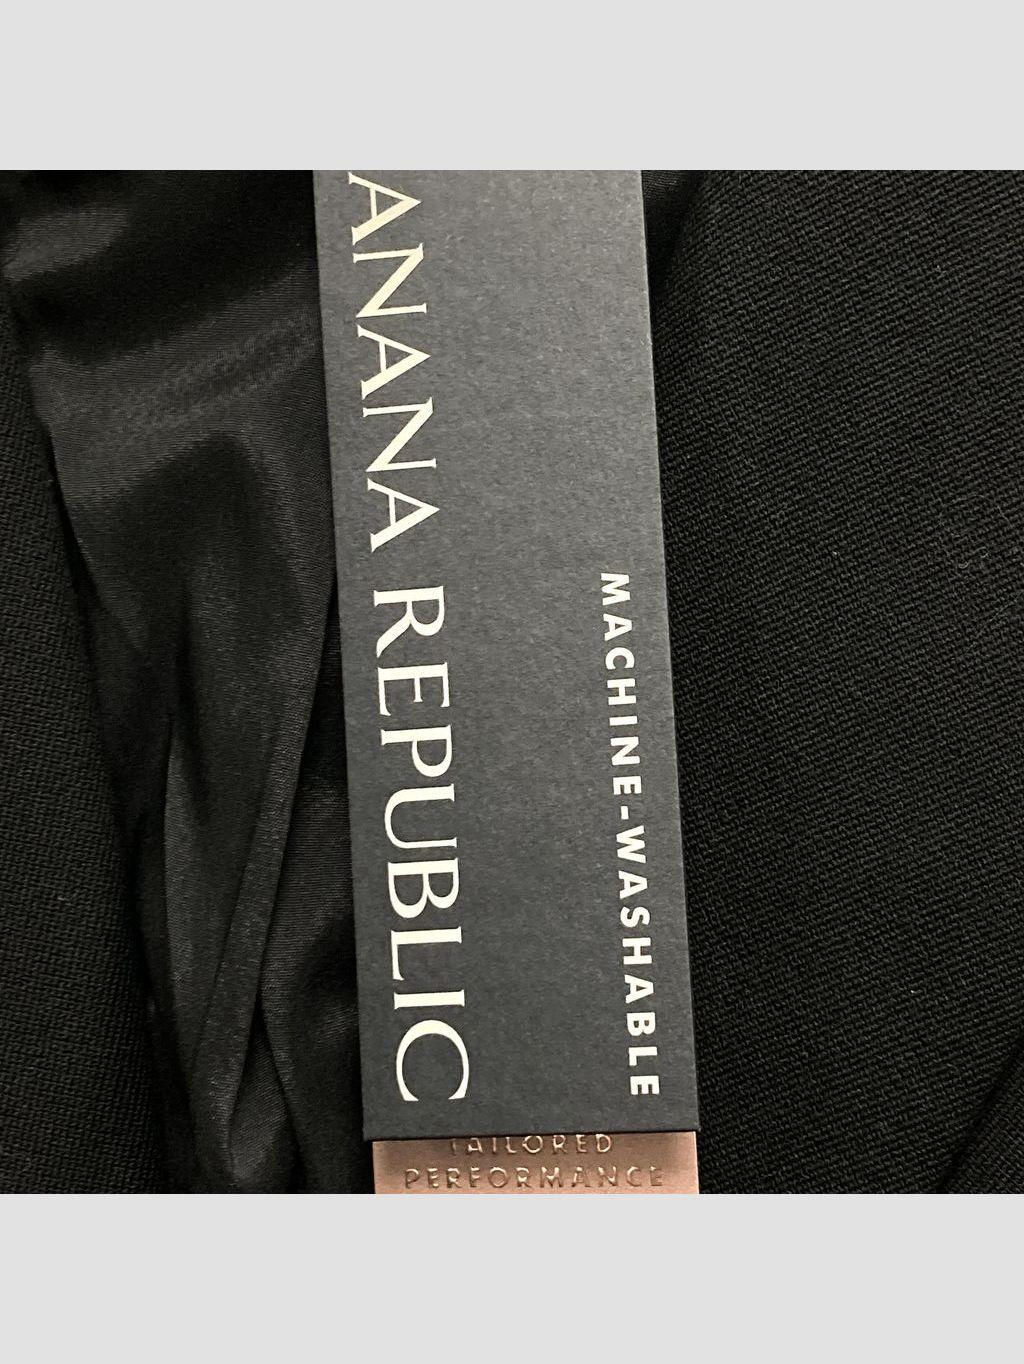 ANANA REPUBLIC
MACHINE-WASHABLE
TAILORED
PERFORMANCE